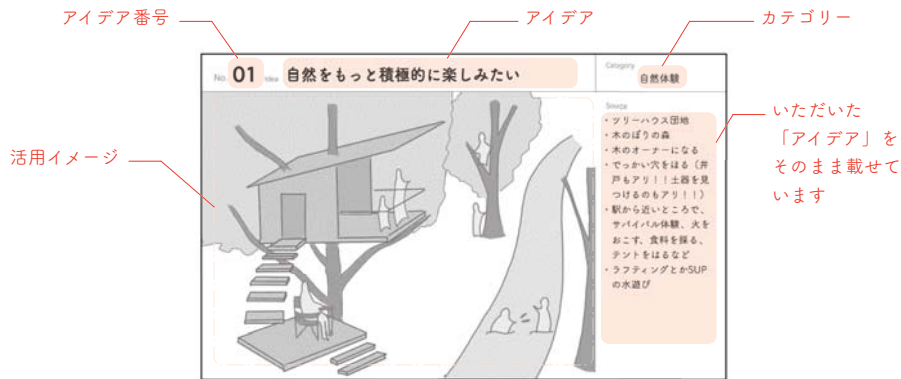 アイデア番号
アイデア
カテゴリー
No. 01 Idea 自然をもっと積極的に楽しみたい
Category
自然体験
活用イメージ
Source
・ツリーハウス団地
・木のぼりの森
・木のオーナーになる
・でっかい穴をほる（井
戸もアリ！！土器を見
つけるのもアリ！！）
・駅から近いところで、
サバイバル体験、火を
おこす、食料を採る、
テントをはるなど
・ラフティングとかSUP
の水遊び
いただいた
「アイデア」を
そのまま載せて
います